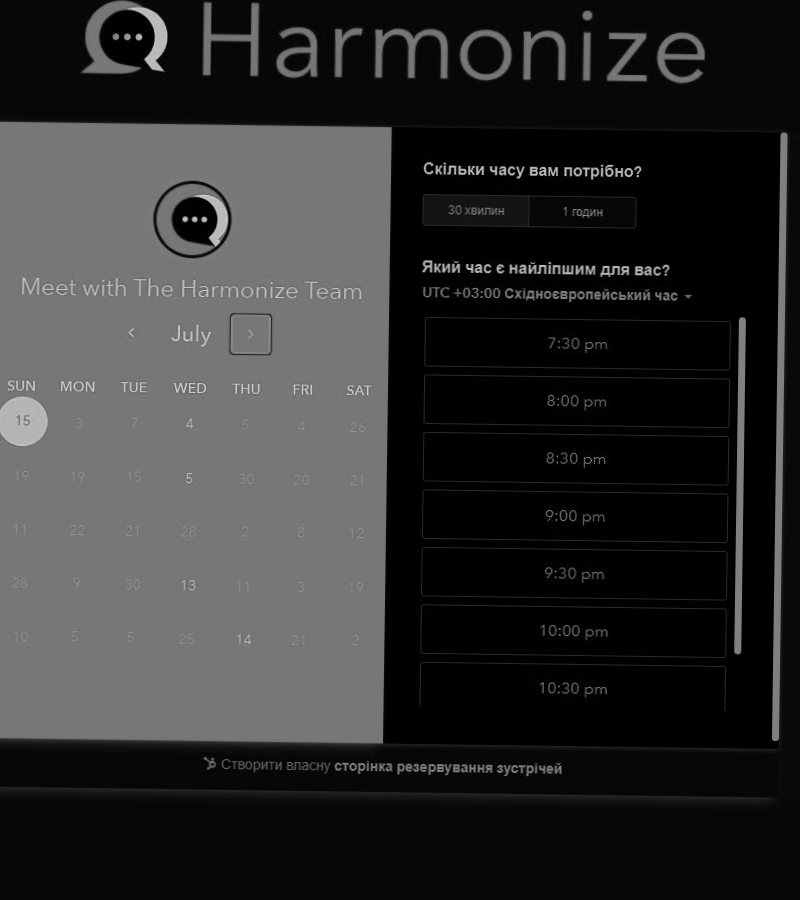 Harmonize
Meet with The Harmonize Team
July
SUN MON TUE WED THU FRI SAT
15 3 7 4 5 4 26
19 19 15 5 30 20 21
11 22 21 28 2 8 12
28 9 30 13 11 3 19
10 5 5 25 14 21 2
Скільки часу вам потрібно?
30 хвилин 1 годин
Який час є найліпшим для вас?
UTC +03:00 Східноєвропейський час
7:30 pm
8:00 pm
8:30 pm
9:00 pm
9:30 pm
10:00 pm
10:30 pm
Створити власну сторінка резервування зустрічей